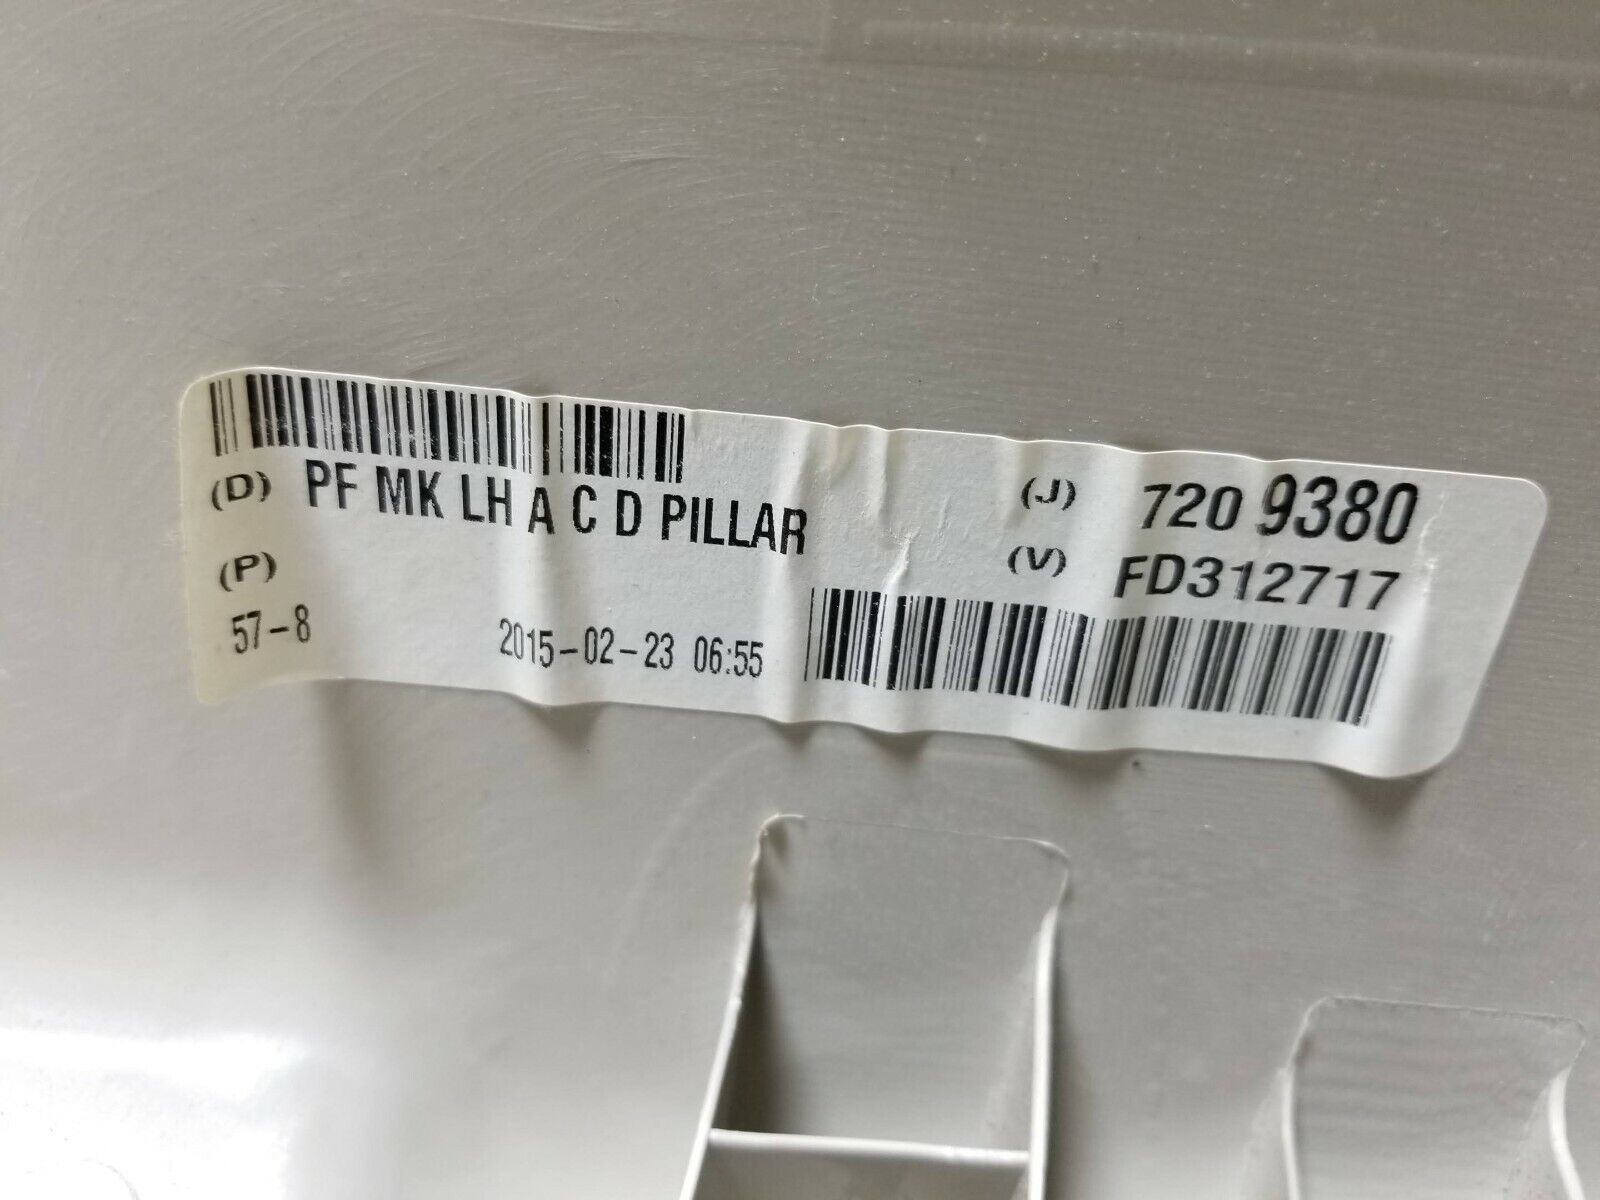 (D) PF MK LH A C D PILLAR
(J) 720 9380
(P)
(V) FD312717
57-8
2015-02-23 06:55